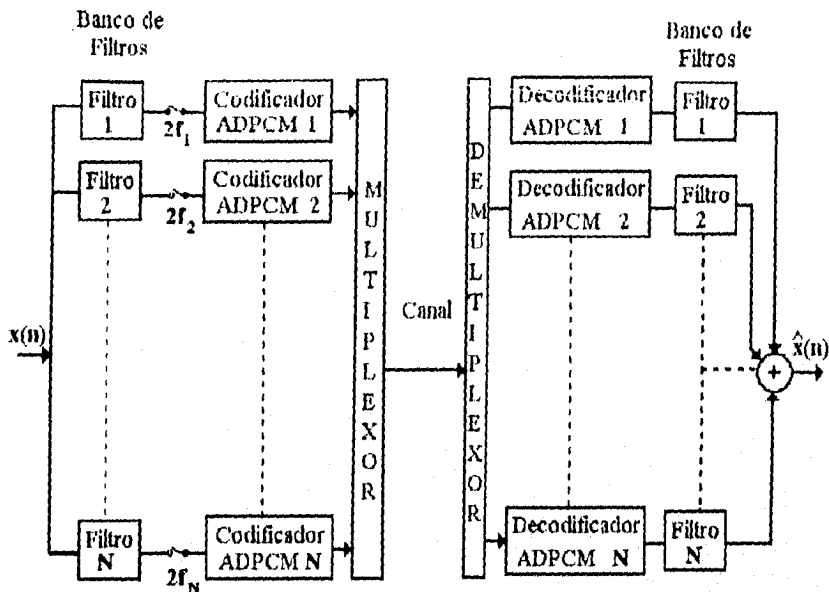 Banco de
Filtros
Filtro
1
2f₁
Codificador
ADPCM 1
Filtro
2
2f₂
Codificador
ADPCM 2
x(n)
Filtro
N
2f_N
Codificador
ADPCM N
MULTIPLEXOR
Canal
DEMULTIPLEXOR
Decodificador
ADPCM 1
Decodificador
ADPCM 2
Decodificador
ADPCM N
Banco de
Filtros
Filtro
1
Filtro
2
Filtro
N
+
x̂(n)